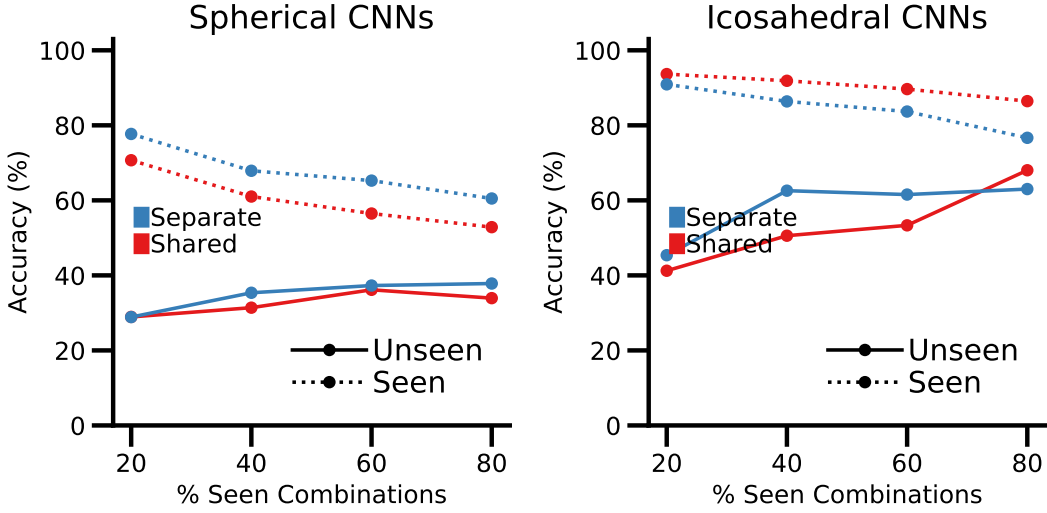 Spherical CNNs
Accuracy (%)
100
80
60
40
20
0
Separate
Shared
Unseen
Seen
20 40 60 80
% Seen Combinations
Icosahedral CNNs
Accuracy (%)
100
80
60
40
20
0
Separate
Shared
Unseen
Seen
20 40 60 80
% Seen Combinations